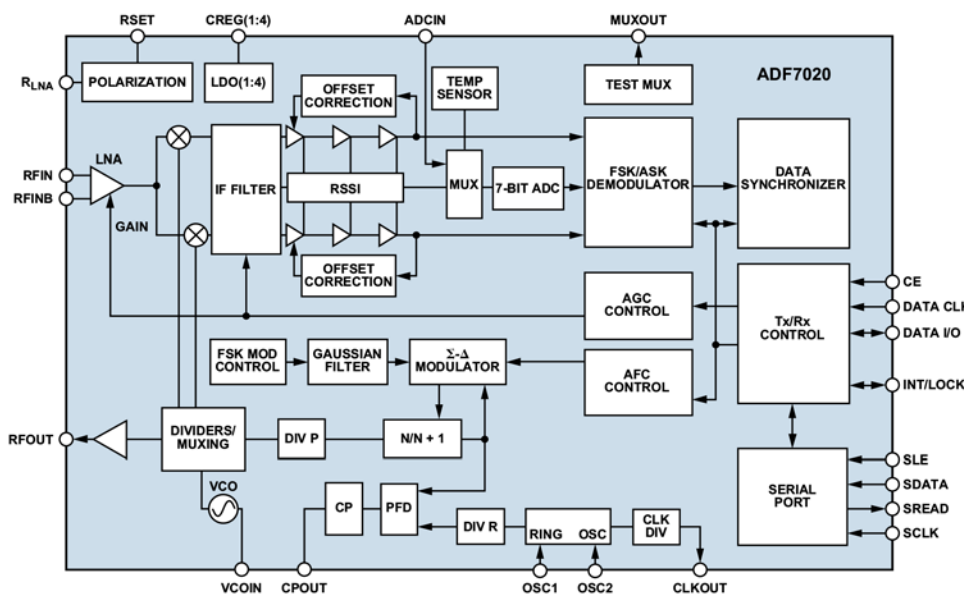 RSET
CREG(1:4)
ADCIN
MUXOUT
RLNA
POLARIZATION
LDO(1:4)
OFFSET
CORRECTION
TEMP
SENSOR
TEST MUX
ADF7020
LNA
RFIN
RFINB
GAIN
IF FILTER
RSSI
MUX
7-BIT ADC
FSK/ASK
DEMODULATOR
DATA
SYNCHRONIZER
OFFSET
CORRECTION
AGC
CONTROL
Tx/Rx
CONTROL
CE
DATA CLK
DATA I/O
INT/LOCK
FSK MOD
CONTROL
GAUSSIAN
FILTER
Σ-Δ
MODULATOR
AFC
CONTROL
RFOUT
DIVIDERS/
MUXING
DIV P
N/N + 1
VCO
CP
PFD
DIV R
RING
OSC
CLK
DIV
SERIAL
PORT
SLE
SDATA
SREAD
SCLK
VCOIN
CPOUT
OSC1
OSC2
CLKOUT